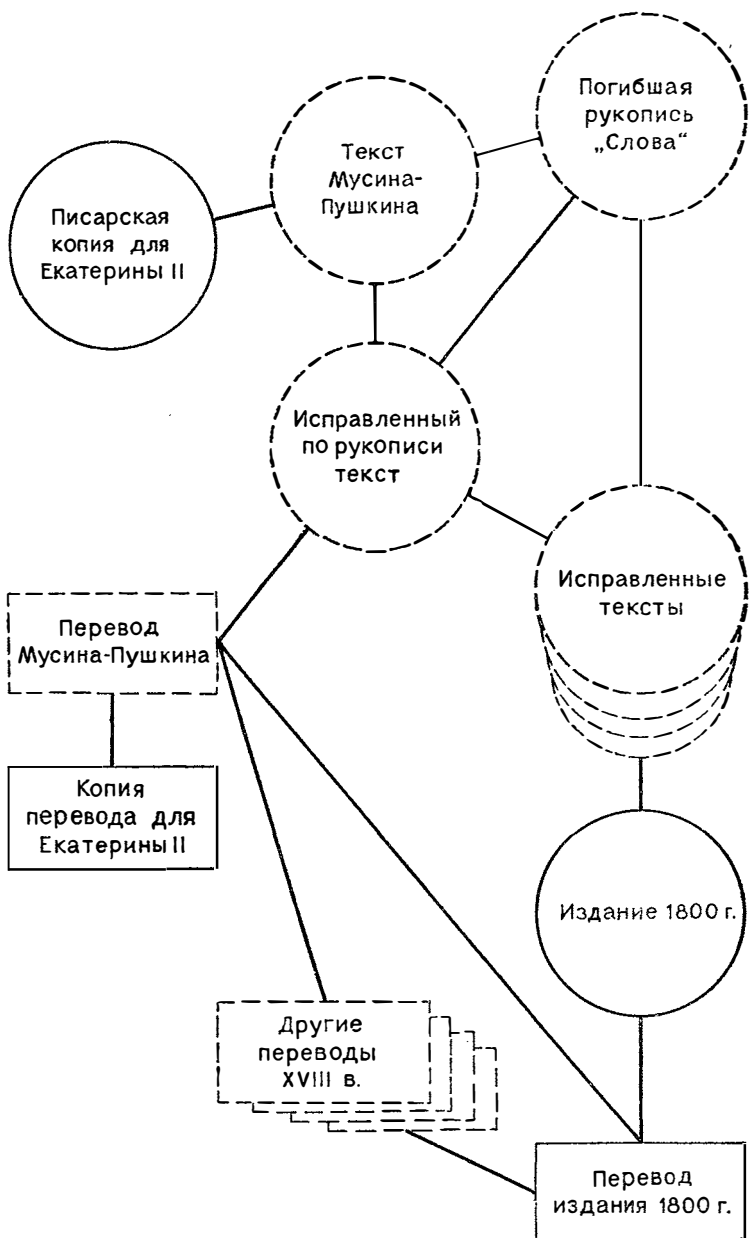 Погибшая
рукопись
„Слова“
Текст
Мусина-
Пушкина
Писарская
копия для
Екатерины II
Исправленный
по рукописи
текст
Исправленные
тексты
Перевод
Мусина-Пушкина
Копия
перевода для
Екатерины II
Издание 1800 г.
Другие
переводы
XVIII в.
Перевод
издания 1800 г.